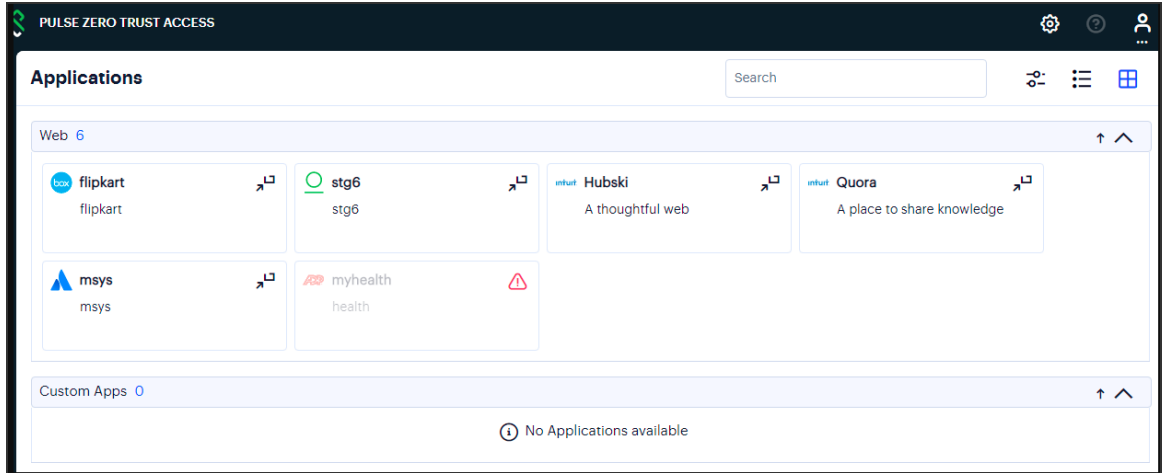 PULSE ZERO TRUST ACCESS
Applications
Search
Web 6
box flipkart
flipkart
stg6
stg6
intuit Hubski
A thoughtful web
intuit Quora
A place to share knowledge
msys
msys
ADP myhealth
health
Custom Apps 0
No Applications available